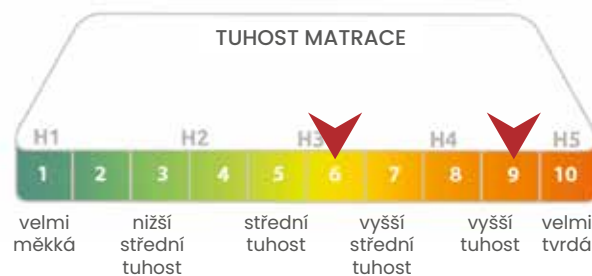 TUHOST MATRACE
H1 H2 H3 H4 H5
1 2 3 4 5 6 7 8 9 10
velmi měkká
nižší střední tuhost
střední tuhost
vyšší střední tuhost
vyšší tuhost
velmi tvrdá